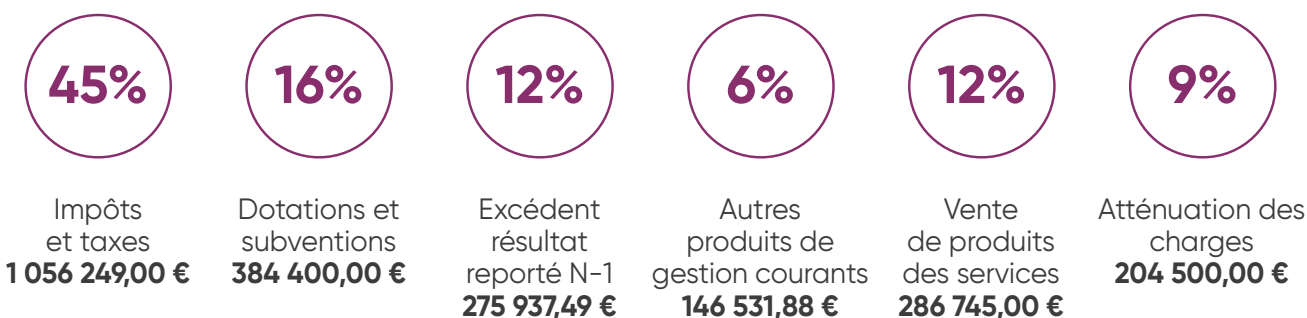 45%
Impôts
et taxes
1 056 249,00 €
16%
Dotations et
subventions
384 400,00 €
12%
Excédent
résultat
reporté N-1
275 937,49 €
6%
Autres
produits de
gestion courants
146 531,88 €
12%
Vente
de produits
des services
286 745,00 €
9%
Atténuation des
charges
204 500,00 €